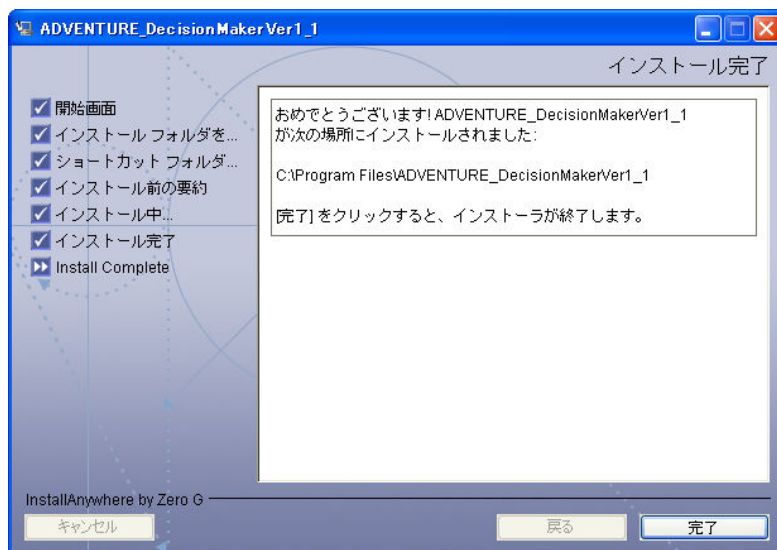 ADVENTURE_DecisionMakerVer1_1
インストール完了
開始画面
インストール フォルダを...
ショートカット フォルダ...
インストール前の要約
インストール中...
インストール完了
Install Complete
おめでとうございます! ADVENTURE_DecisionMakerVer1_1
が次の場所にインストールされました:
C:\Program Files\ADVENTURE_DecisionMakerVer1_1
[完了] をクリックすると、インストーラが終了します。
InstallAnywhere by Zero G
キャンセル
戻る
完了